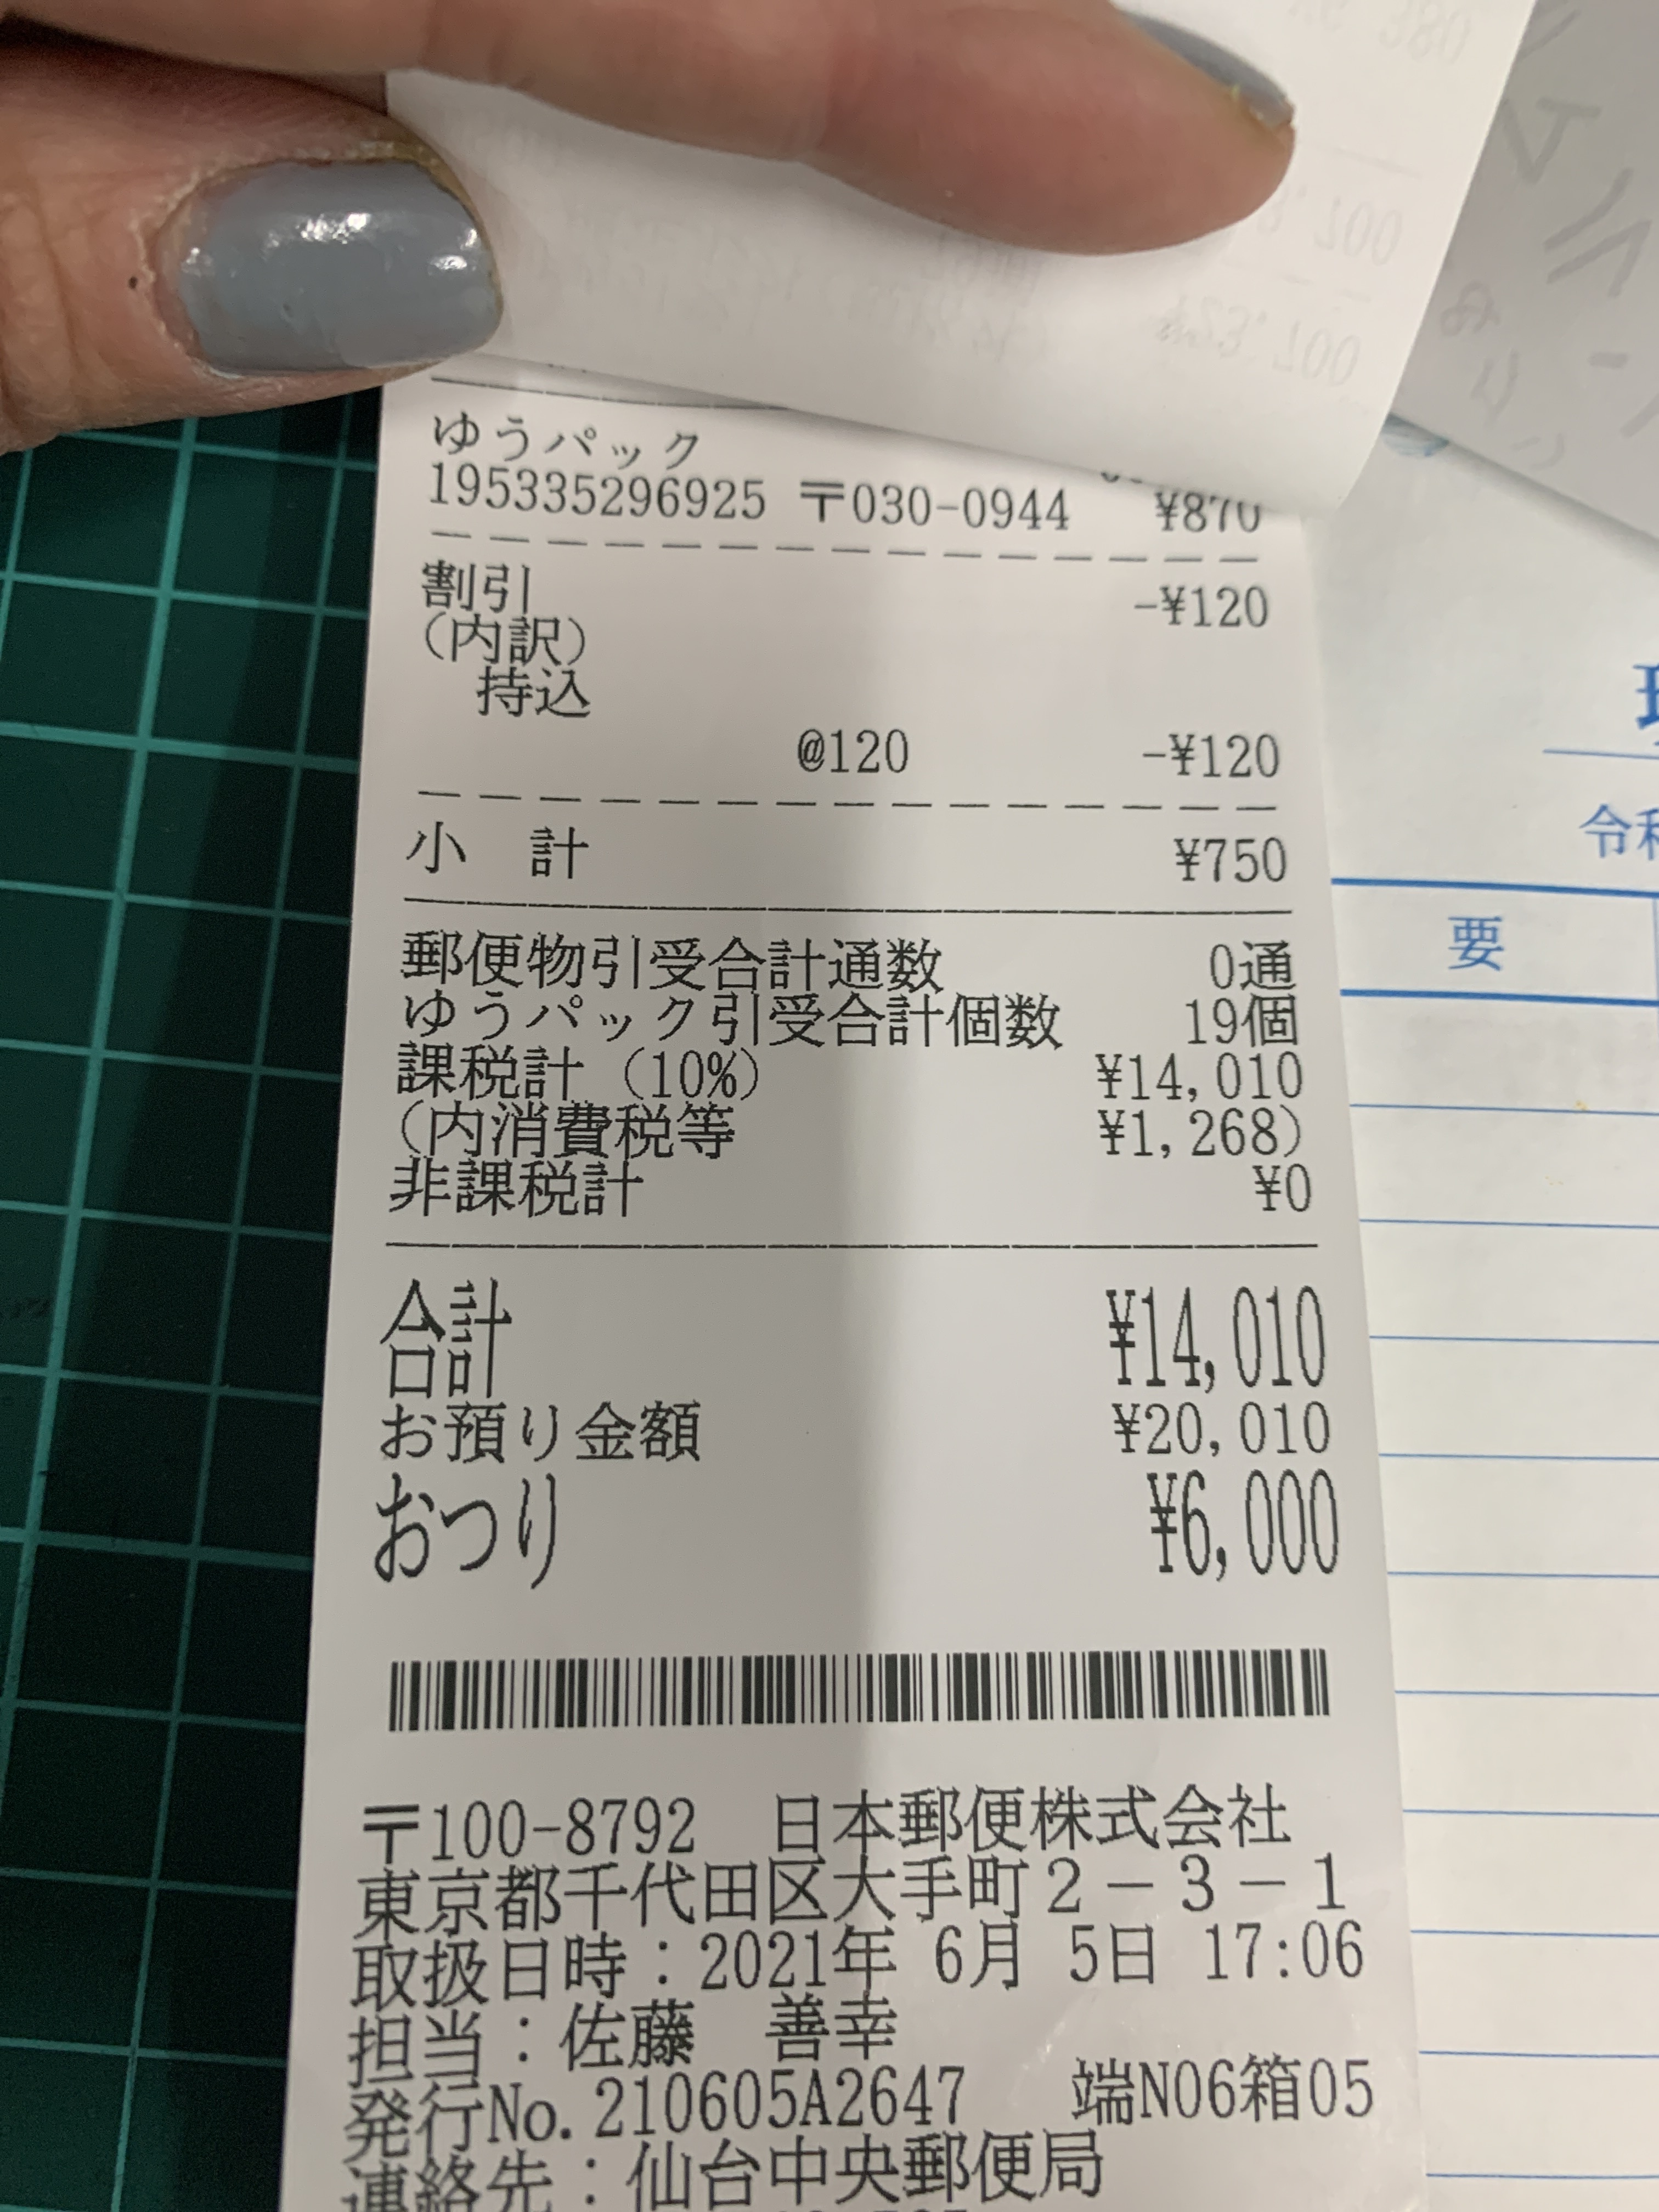 ゆうパック
195335296925 〒030-0944 ¥870
割引 -¥120
(内訳)
持込
@120 -¥120
小 計 ¥750
郵便物引受合計通数 0通
ゆうパック引受合計個数 19個
課税計(10%) ¥14,010
(内消費税等 ¥1,268)
非課税計 ¥0
合計 ¥14,010
お預り金額 ¥20,010
おつり ¥6,000
〒100-8792 日本郵便株式会社
東京都千代田区大手町2-3-1
取扱日時:2021年 6月 5日 17:06
担当:佐藤 善幸
発行No.210605A2647 端N06箱05
連絡先:仙台中央郵便局
要